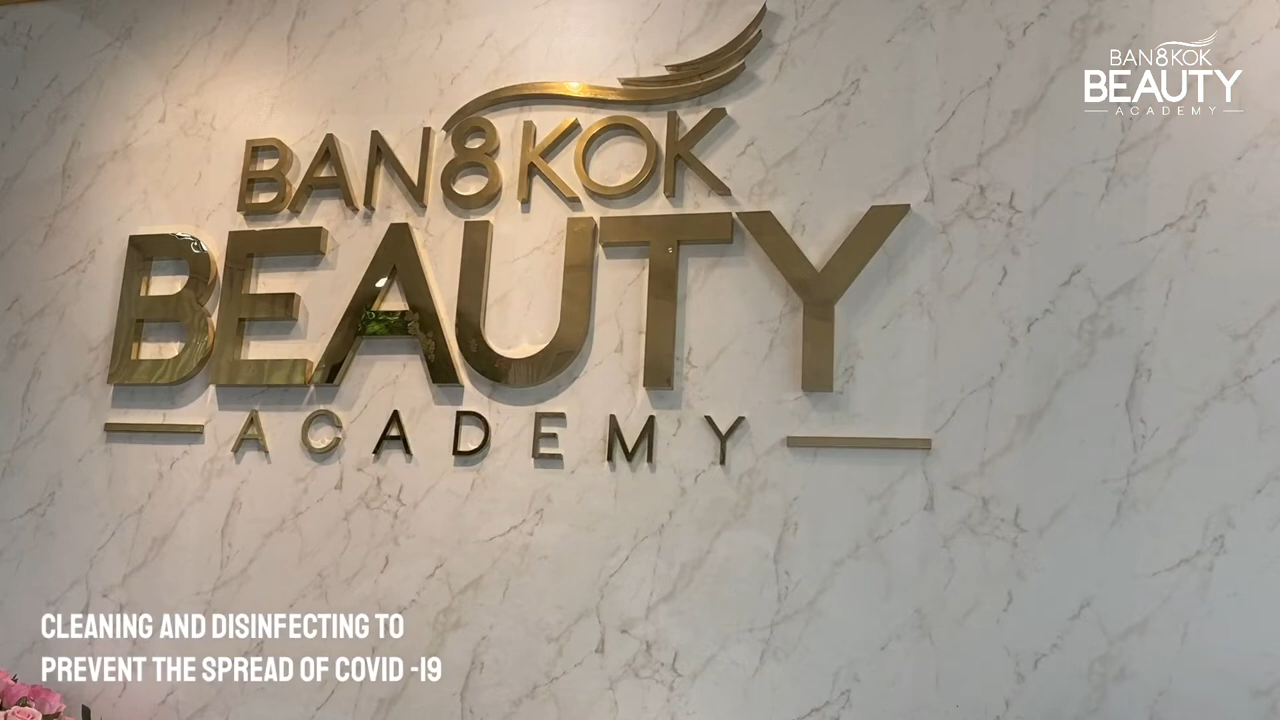 BAN8KOK
BEAUTY
ACADEMY
BAN8KOK
BEAUTY
ACADEMY
CLEANING AND DISINFECTING TO
PREVENT THE SPREAD OF COVID -19